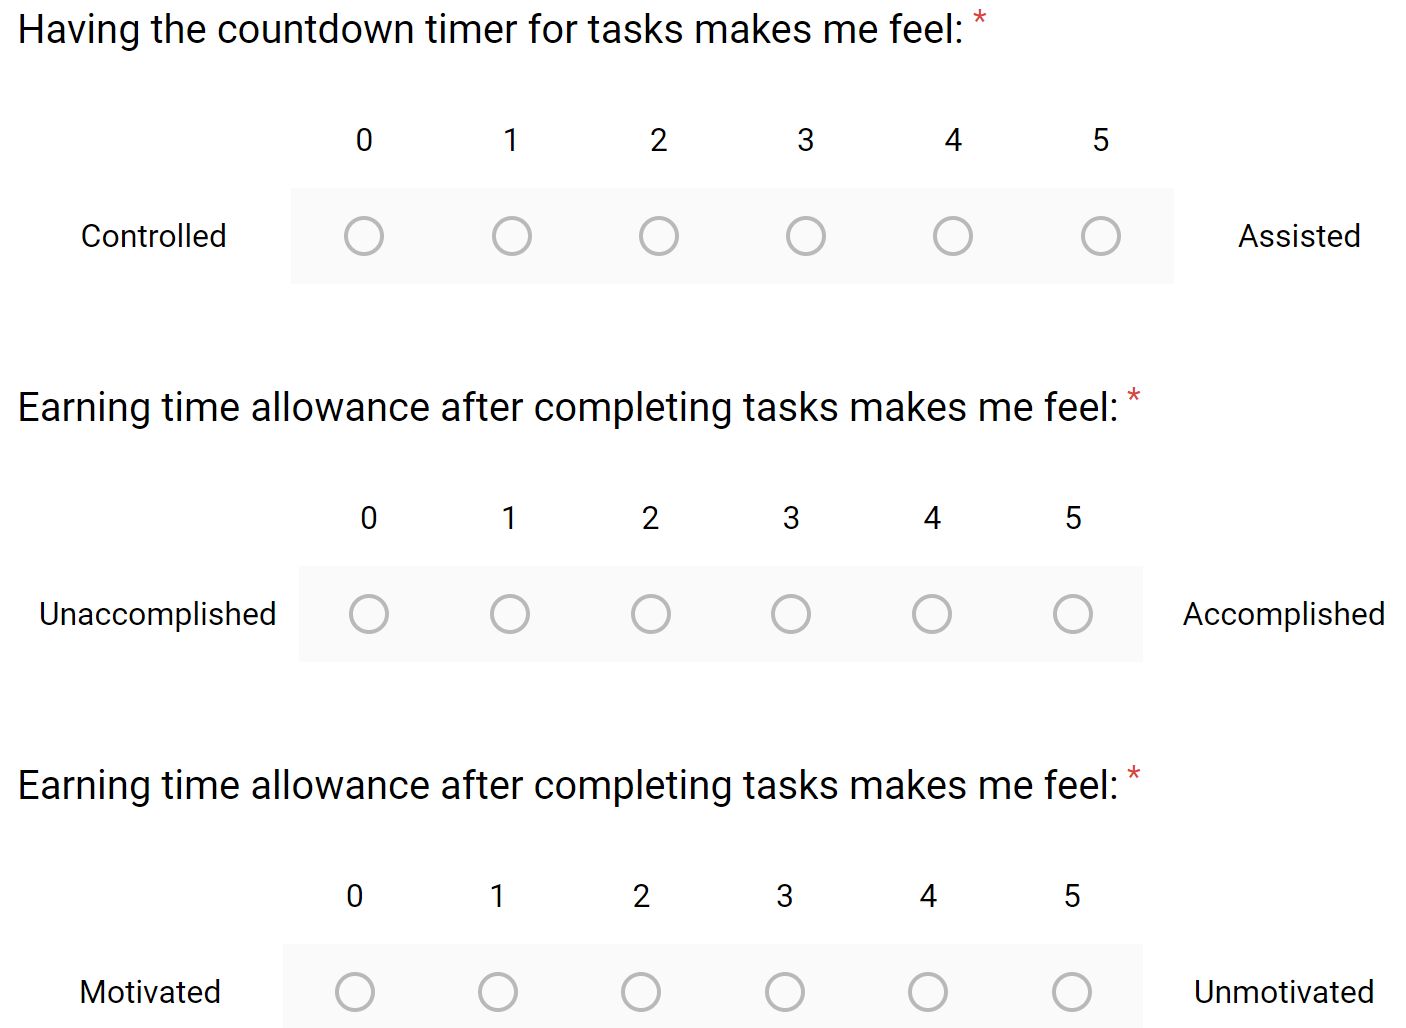 Having the countdown timer for tasks makes me feel: *
0 1 2 3 4 5
Controlled Assisted
Earning time allowance after completing tasks makes me feel: *
0 1 2 3 4 5
Unaccomplished Accomplished
Earning time allowance after completing tasks makes me feel: *
0 1 2 3 4 5
Motivated Unmotivated